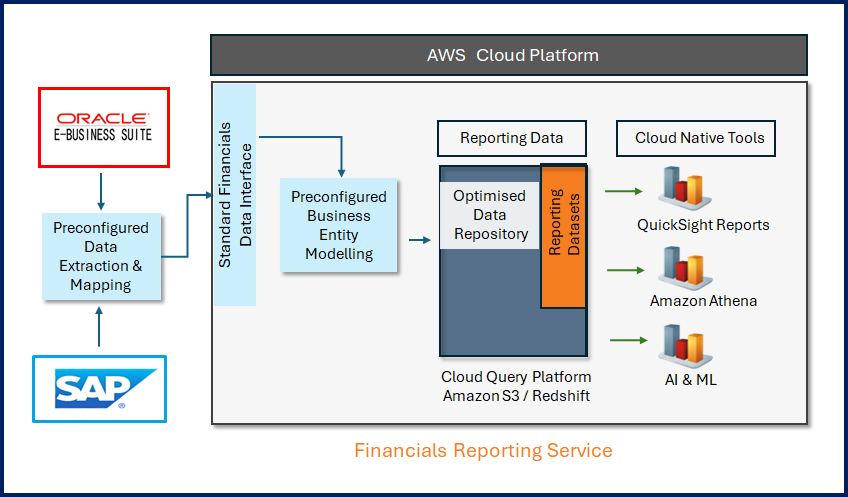 AWS Cloud Platform
ORACLE®
E-BUSINESS SUITE
Preconfigured
Data
Extraction &
Mapping
SAP®
Standard Financials
Data Interface
Preconfigured
Business
Entity
Modelling
Reporting Data
Optimised
Data
Repository
Reporting
Datasets
Cloud Query Platform
Amazon S3 / Redshift
Cloud Native Tools
QuickSight Reports
Amazon Athena
AI & ML
Financials Reporting Service